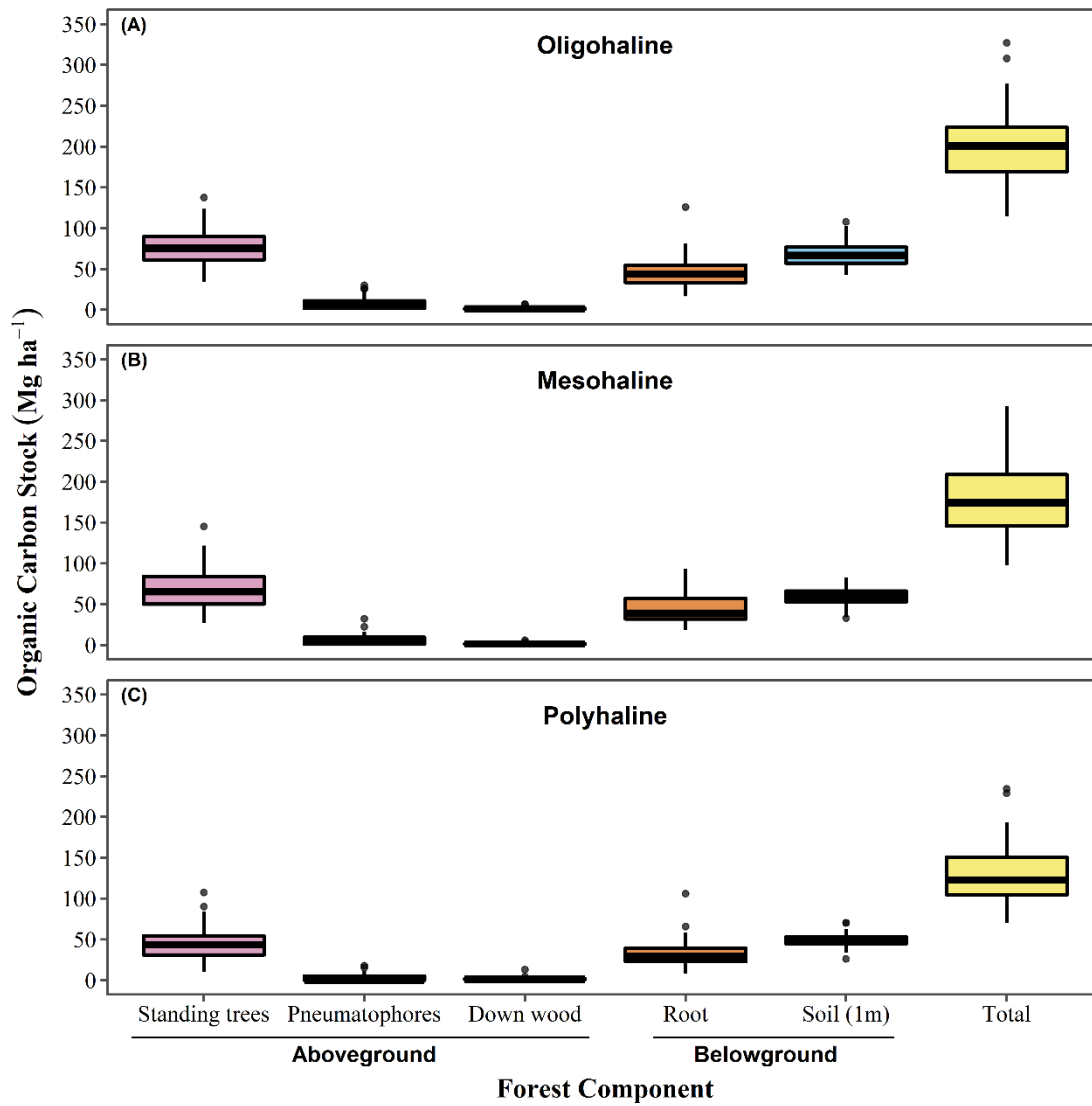 Organic Carbon Stock (Mg ha⁻¹)
(A)
Oligohaline
350
300
250
200
150
100
50
0
(B)
Mesohaline
350
300
250
200
150
100
50
0
(C)
Polyhaline
350
300
250
200
150
100
50
0
Standing trees Pneumatophores Down wood Root Soil (1m) Total
Aboveground Belowground
Forest Component